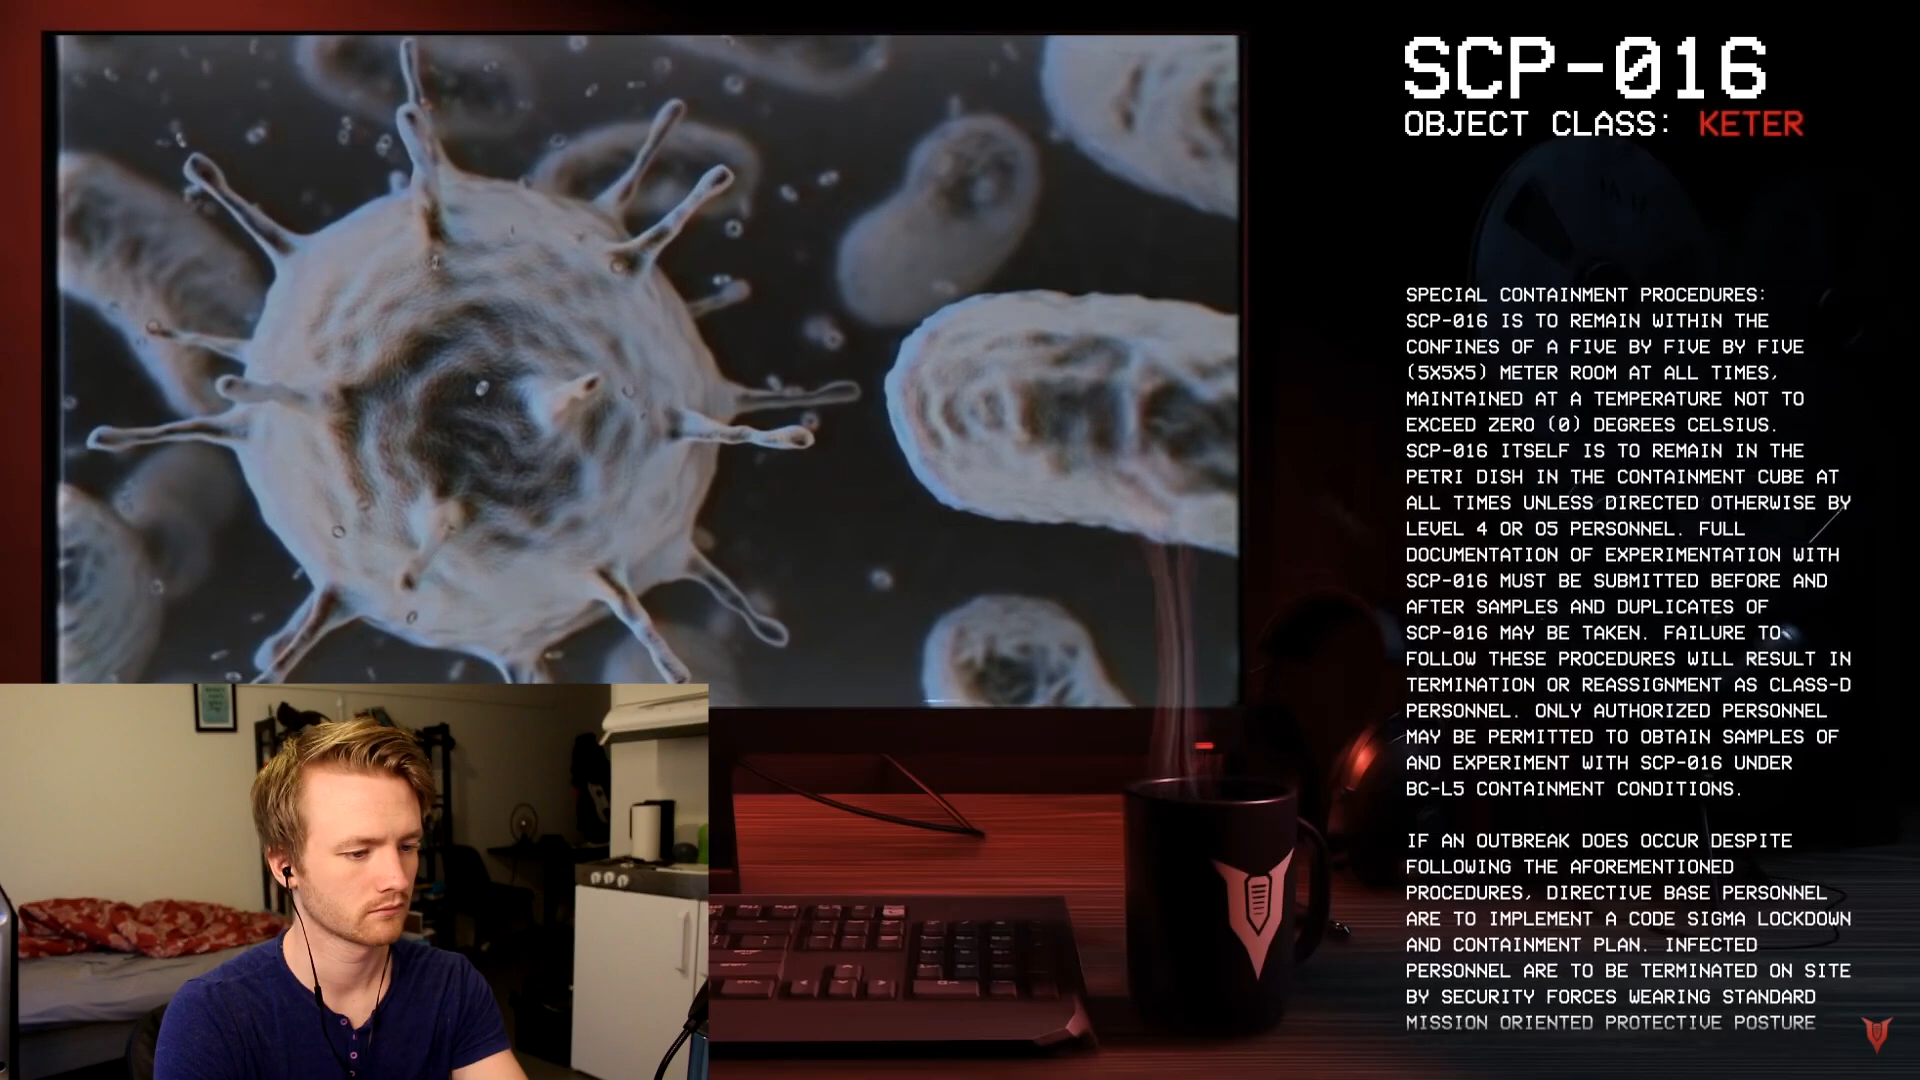 SCP-016
OBJECT CLASS: KETER
SPECIAL CONTAINMENT PROCEDURES:
SCP-016 IS TO REMAIN WITHIN THE
CONFINES OF A FIVE BY FIVE BY FIVE
(5X5X5) METER ROOM AT ALL TIMES,
MAINTAINED AT A TEMPERATURE NOT TO
EXCEED ZERO (0) DEGREES CELSIUS.
SCP-016 ITSELF IS TO REMAIN IN THE
PETRI DISH IN THE CONTAINMENT CUBE AT
ALL TIMES UNLESS DIRECTED OTHERWISE BY
LEVEL 4 OR O5 PERSONNEL. FULL
DOCUMENTATION OF EXPERIMENTATION WITH
SCP-016 MUST BE SUBMITTED BEFORE AND
AFTER SAMPLES AND DUPLICATES OF
SCP-016 MAY BE TAKEN. FAILURE TO
FOLLOW THESE PROCEDURES WILL RESULT IN
TERMINATION OR REASSIGNMENT AS CLASS-D
PERSONNEL. ONLY AUTHORIZED PERSONNEL
MAY BE PERMITTED TO OBTAIN SAMPLES OF
AND EXPERIMENT WITH SCP-016 UNDER
BC-L5 CONTAINMENT CONDITIONS.
IF AN OUTBREAK DOES OCCUR DESPITE
FOLLOWING THE AFOREMENTIONED
PROCEDURES, DIRECTIVE BASE PERSONNEL
ARE TO IMPLEMENT A CODE SIGMA LOCKDOWN
AND CONTAINMENT PLAN. INFECTED
PERSONNEL ARE TO BE TERMINATED ON SITE
BY SECURITY FORCES WEARING STANDARD
MISSION ORIENTED PROTECTIVE POSTURE